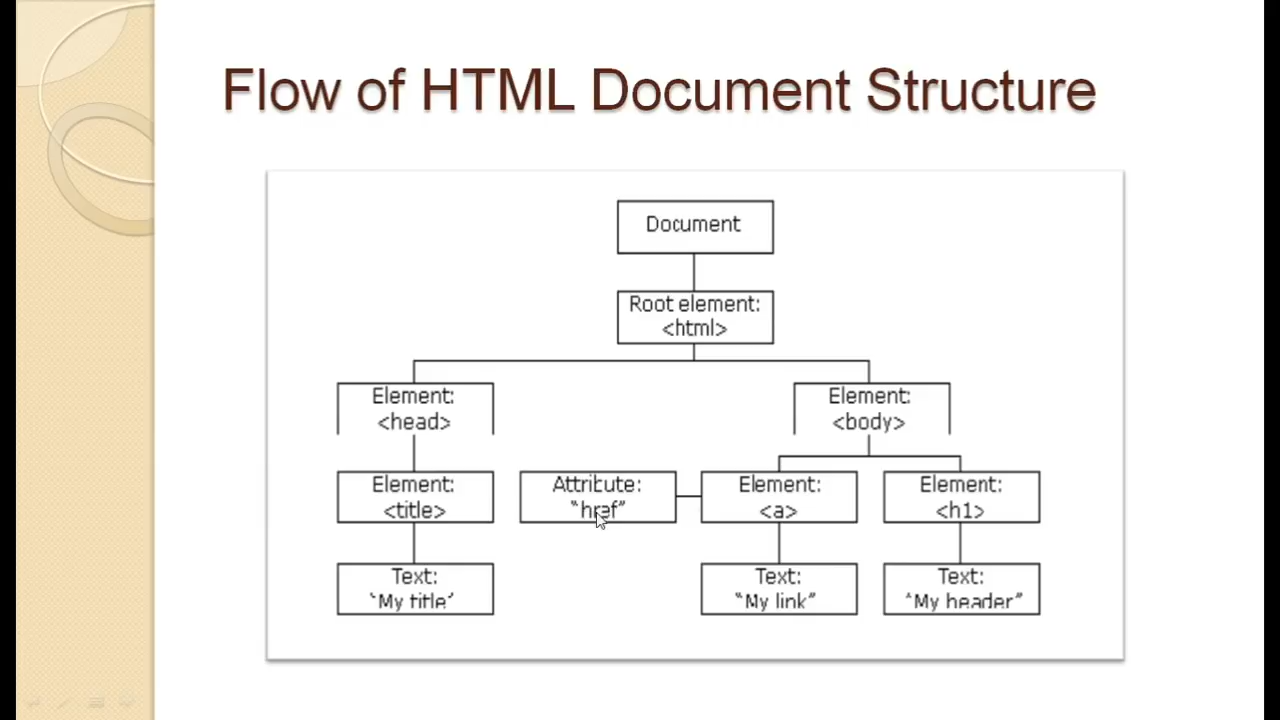 Flow of HTML Document Structure
Document
Root element:
<html>
Element:
<head>
Element:
<body>
Element:
<title>
Attribute:
"href"
Element:
<a>
Element:
<h1>
Text:
"My title"
Text:
"My link"
Text:
"My header"